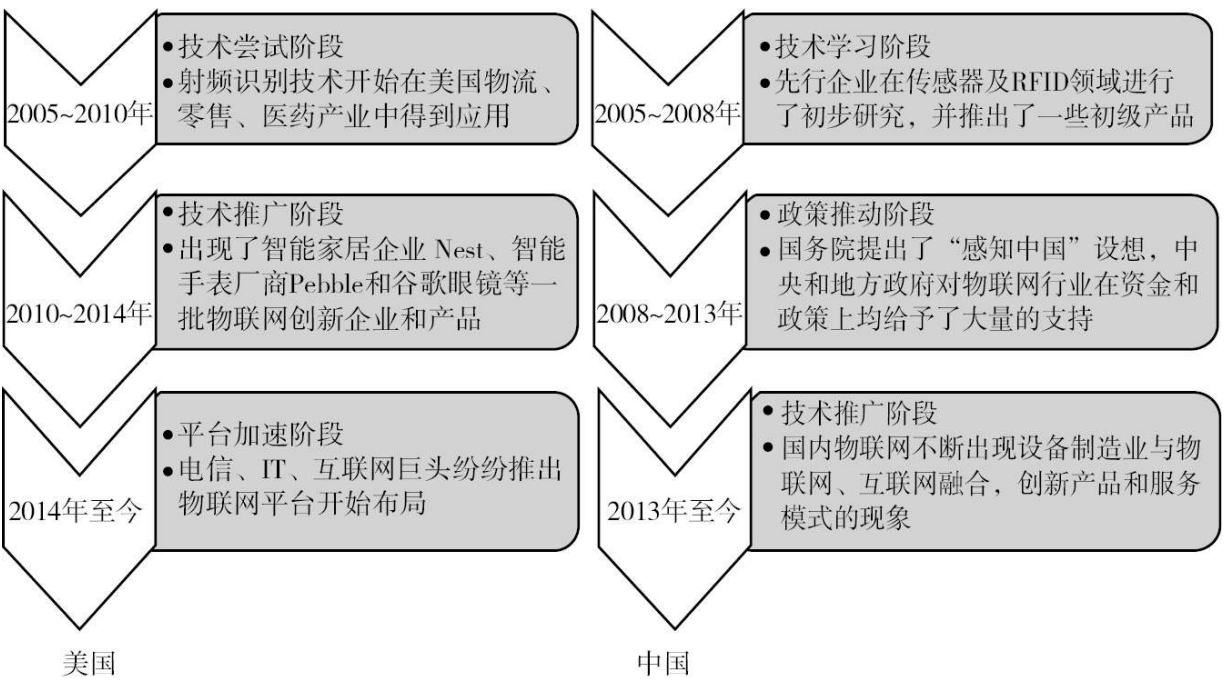 2005~2010年
•技术尝试阶段
•射频识别技术开始在美国物流、
零售、医药产业中得到应用
2010~2014年
•技术推广阶段
•出现了智能家居企业 Nest、智能
手表厂商Pebble和谷歌眼镜等一
批物联网创新企业和产品
2014年至今
•平台加速阶段
•电信、IT、互联网巨头纷纷推出
物联网平台开始布局
美国
2005~2008年
•技术学习阶段
•先行企业在传感器及RFID领域进行
了初步研究，并推出了一些初级产品
2008~2013年
•政策推动阶段
•国务院提出了“感知中国”设想，中
央和地方政府对物联网行业在资金和
政策上均给予了大量的支持
2013年至今
•技术推广阶段
•国内物联网不断出现设备制造业与物
联网、互联网融合，创新产品和服务
模式的现象
中国